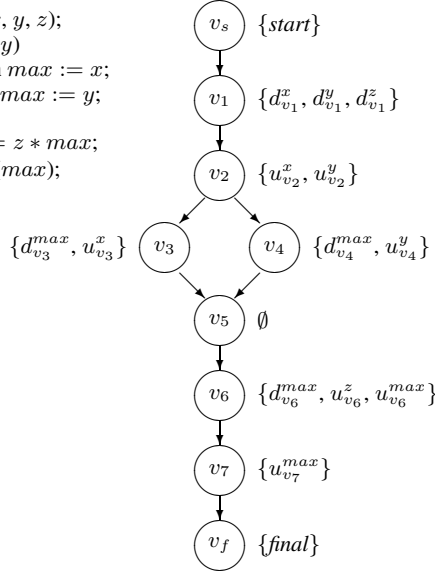 , y, z);
y)
max := x;
max := y;
= z * max;
max);
v_s {start}
v_1 {d^x_{v_1}, d^y_{v_1}, d^z_{v_1}}
v_2 {u^x_{v_2}, u^y_{v_2}}
{d^{max}_{v_3}, u^x_{v_3}} v_3 v_4 {d^{max}_{v_4}, u^y_{v_4}}
v_5 ∅
v_6 {d^{max}_{v_6}, u^z_{v_6}, u^{max}_{v_6}}
v_7 {u^{max}_{v_7}}
v_f {final}